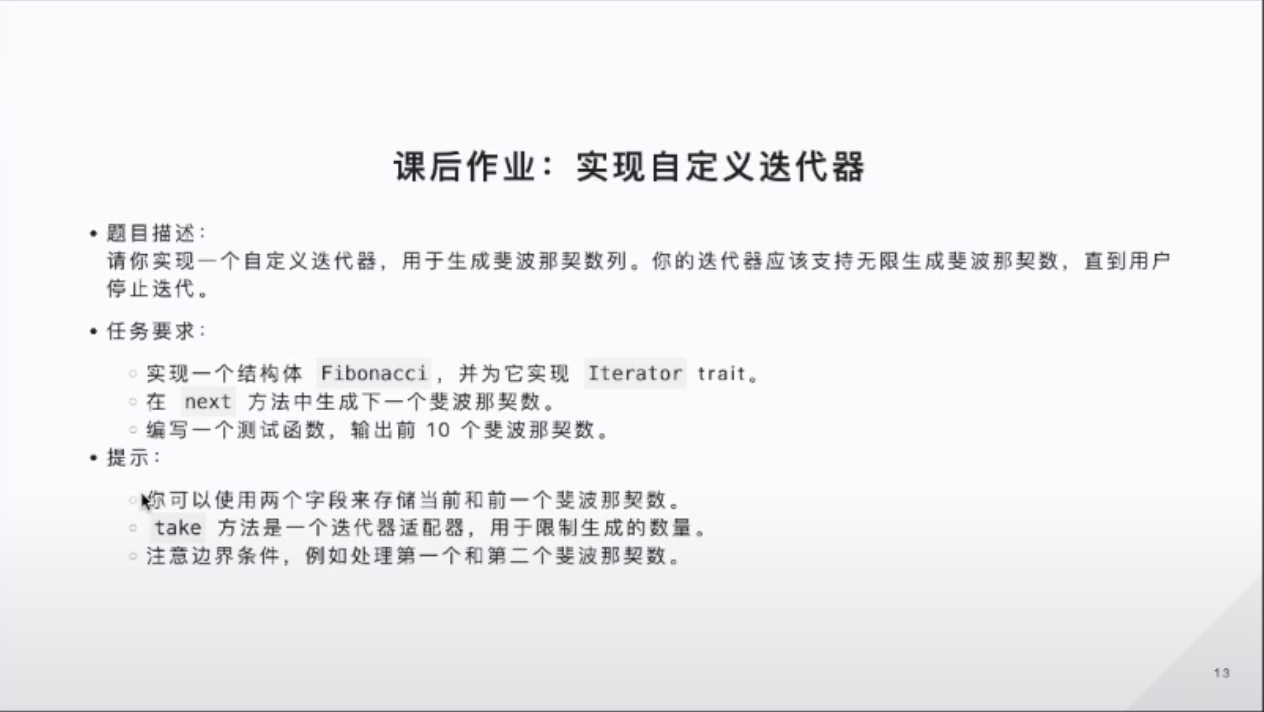 课后作业：实现自定义迭代器
• 题目描述：
请你实现一个自定义迭代器，用于生成斐波那契数列。你的迭代器应该支持无限生成斐波那契数，直到用户
停止迭代。
• 任务要求：
○ 实现一个结构体 Fibonacci，并为它实现 Iterator trait。
○ 在 next 方法中生成下一个斐波那契数。
○ 编写一个测试函数，输出前 10 个斐波那契数。
• 提示：
○ 你可以使用两个字段来存储当前和前一个斐波那契数。
○ take 方法是一个迭代器适配器，用于限制生成的数量。
○ 注意边界条件，例如处理第一个和第二个斐波那契数。
13